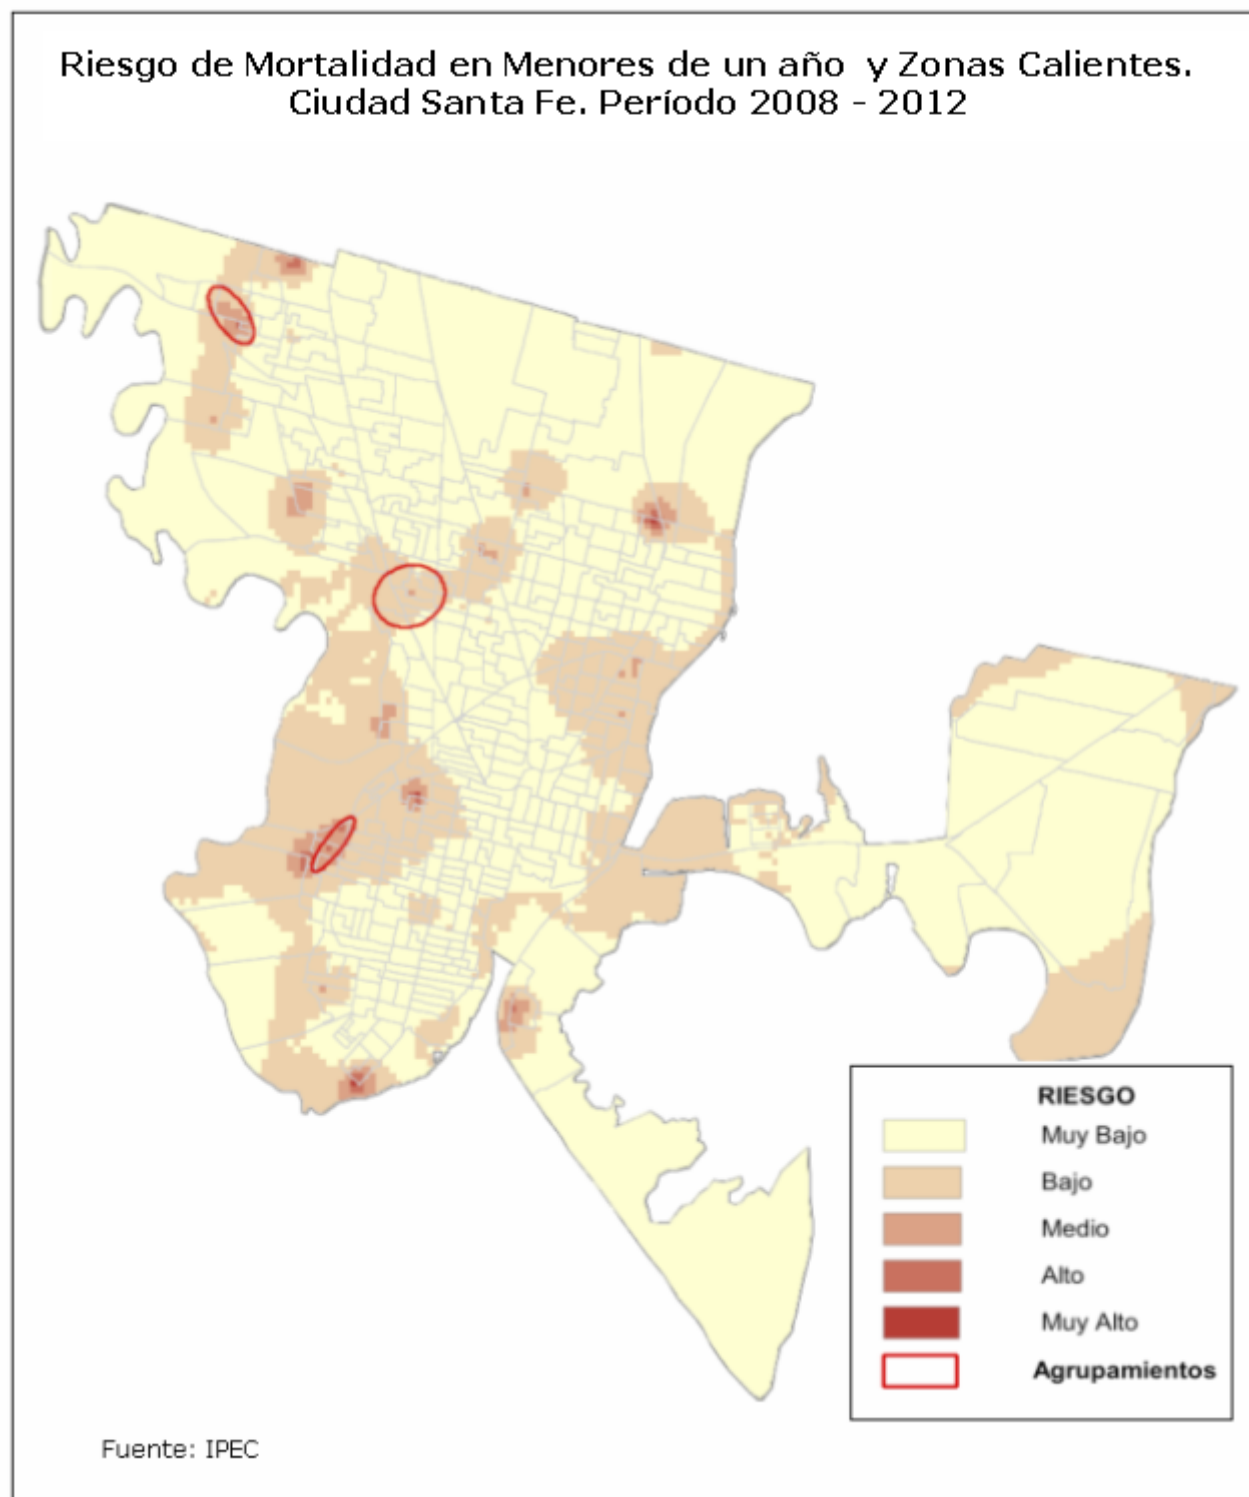 Riesgo de Mortalidad en Menores de un año y Zonas Calientes.
Ciudad Santa Fe. Período 2008 - 2012
RIESGO
Muy Bajo
Bajo
Medio
Alto
Muy Alto
Agrupamientos
Fuente: IPEC